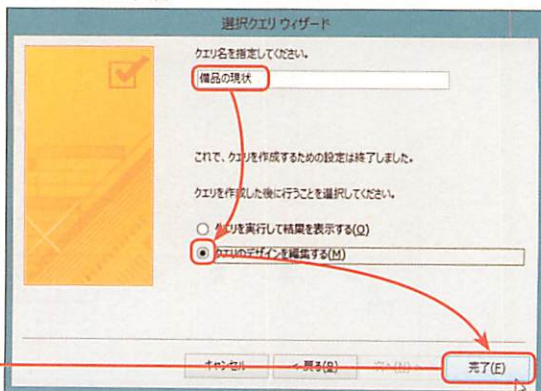 選択クエリ ウィザード
クエリ名を指定してください。
備品の現状
これで、クエリを作成するための設定は終了しました。
クエリを作成した後に行うことを選択してください。
クエリを実行して結果を表示する(O)
クエリのデザインを編集する(M)
キャンセル < 戻る(B) 次へ(N) > 完了(F)